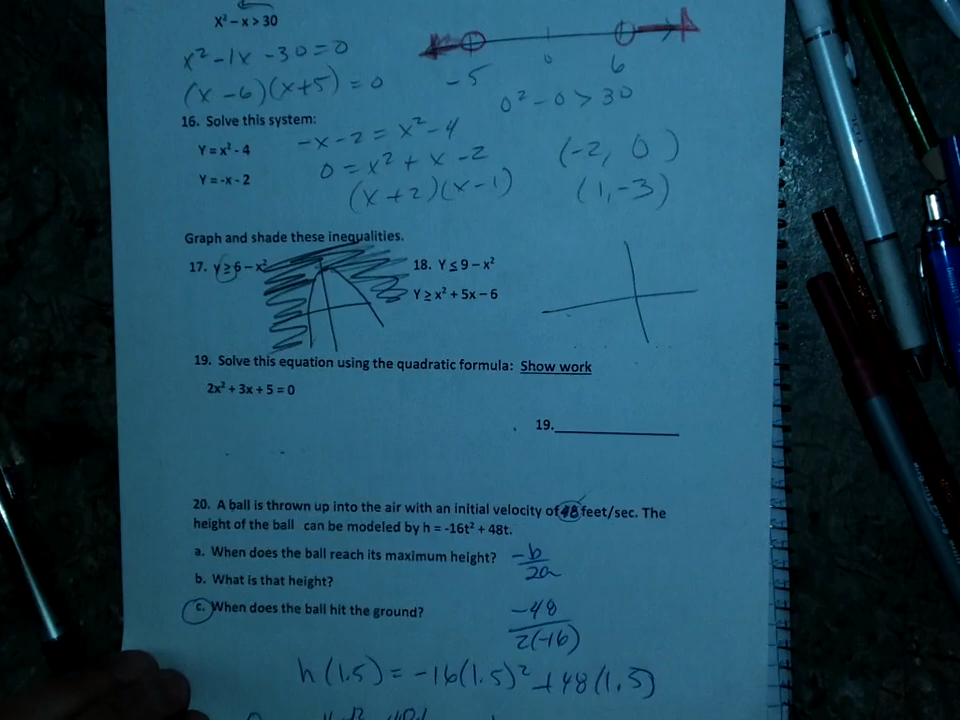 X² – x > 30
x² - 1x - 30 = 0
(x - 6)(x + 5) = 0
-5 0 6
0² - 0 > 30
16. Solve this system:
Y = x² - 4
Y = -x - 2
-x - 2 = x² - 4
0 = x² + x - 2
(x + 2)(x - 1)
(-2, 0)
(1, -3)
Graph and shade these inequalities.
17. y ≥ 6 – x²
18. Y ≤ 9 – x²
Y ≥ x² + 5x – 6
19. Solve this equation using the quadratic formula: Show work
2x² + 3x + 5 = 0
19.
20. A ball is thrown up into the air with an initial velocity of 48 feet/sec. The
height of the ball can be modeled by h = -16t² + 48t.
a. When does the ball reach its maximum height? -b/2a
b. What is that height?
c. When does the ball hit the ground? -48/2(-16)
h(1.5) = -16(1.5)² + 48(1.5)